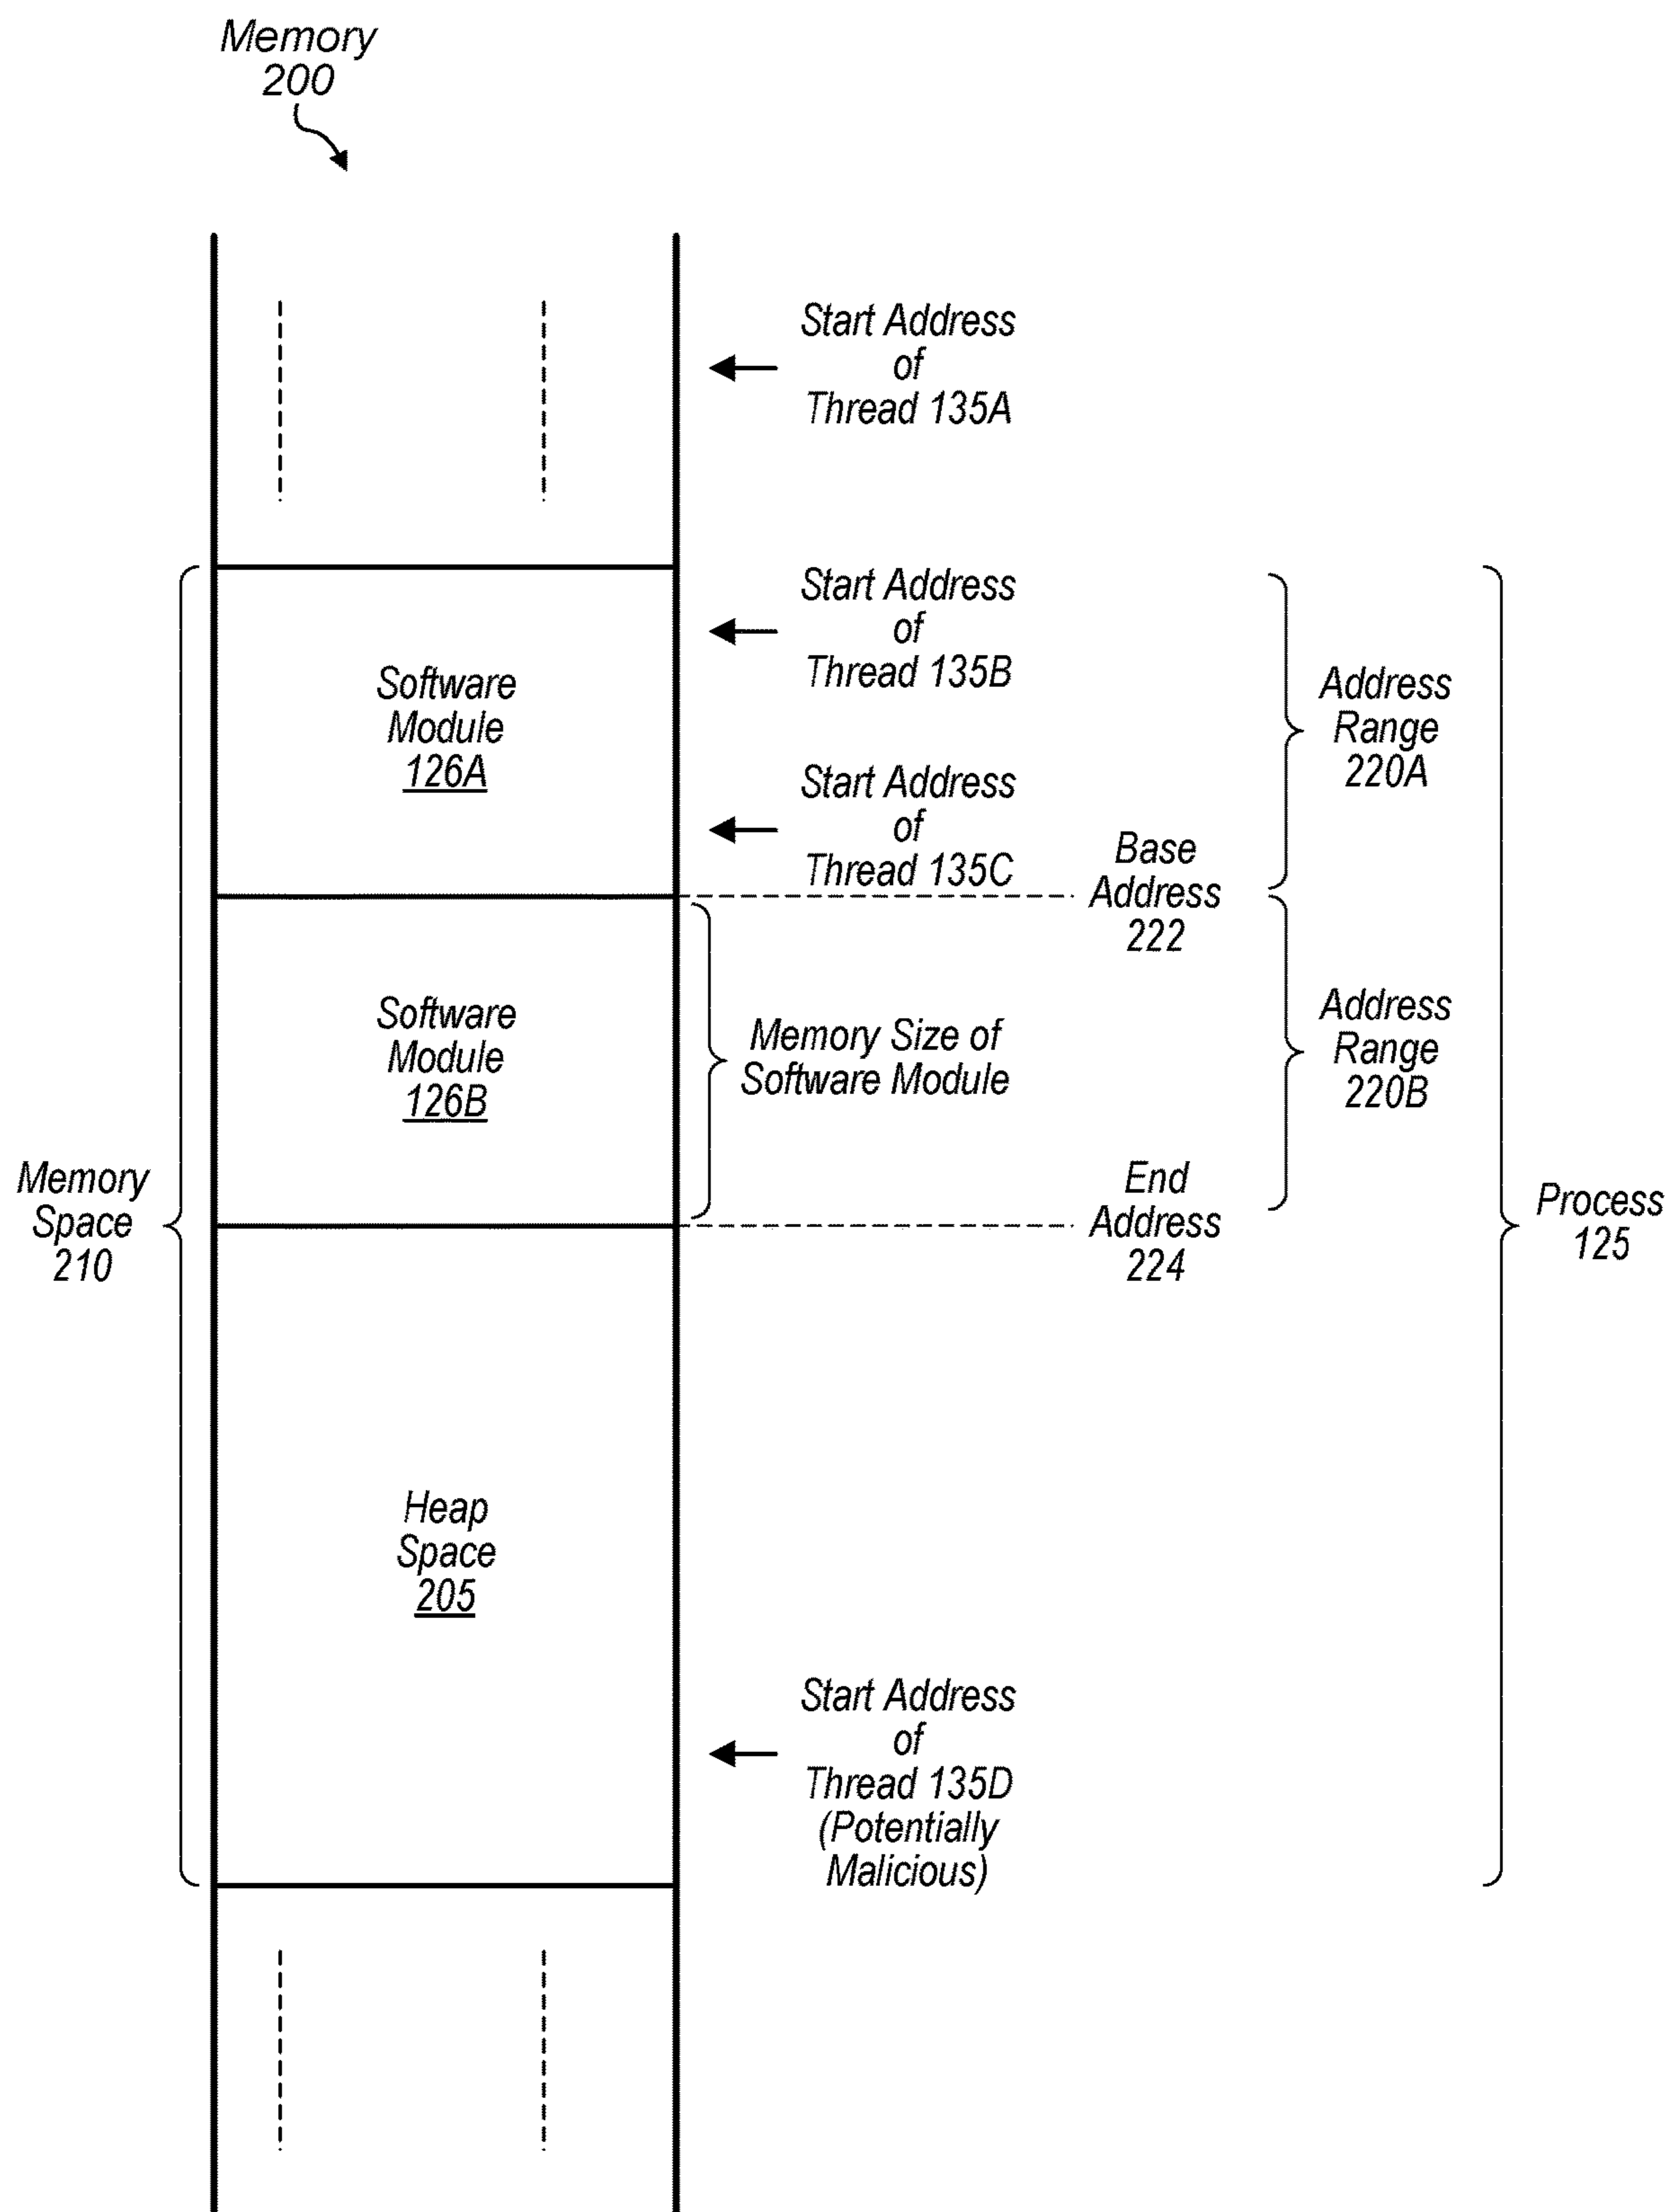 Memory
200
Start Address
of
Thread 135A
Start Address
of
Thread 135B
Software
Module
126A
Address
Range
220A
Start Address
of
Thread 135C
Base
Address
222
Software
Module
126B
Memory Size of
Software Module
Address
Range
220B
Memory
Space
210
End
Address
224
Process
125
Heap
Space
205
Start Address
of
Thread 135D
(Potentially
Malicious)